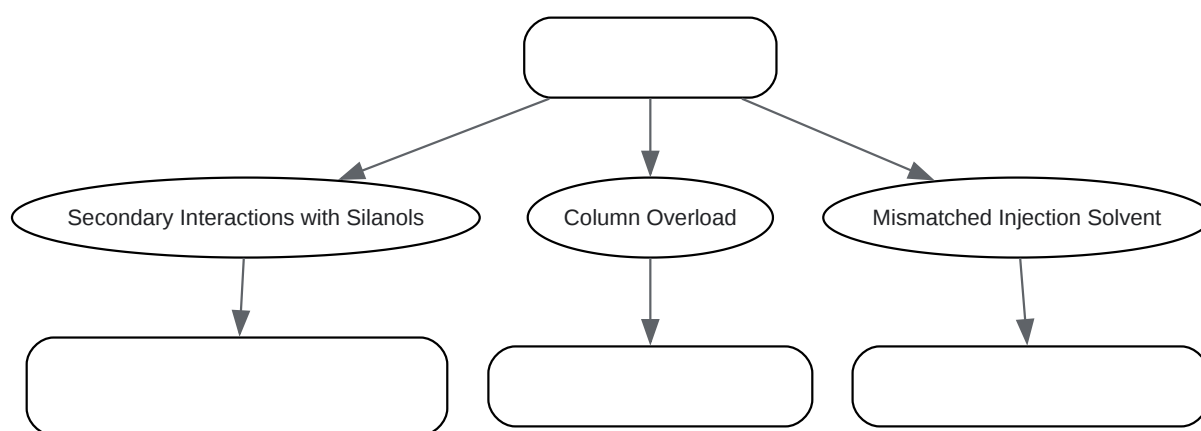 Secondary Interactions with Silanols
Column Overload
Mismatched Injection Solvent